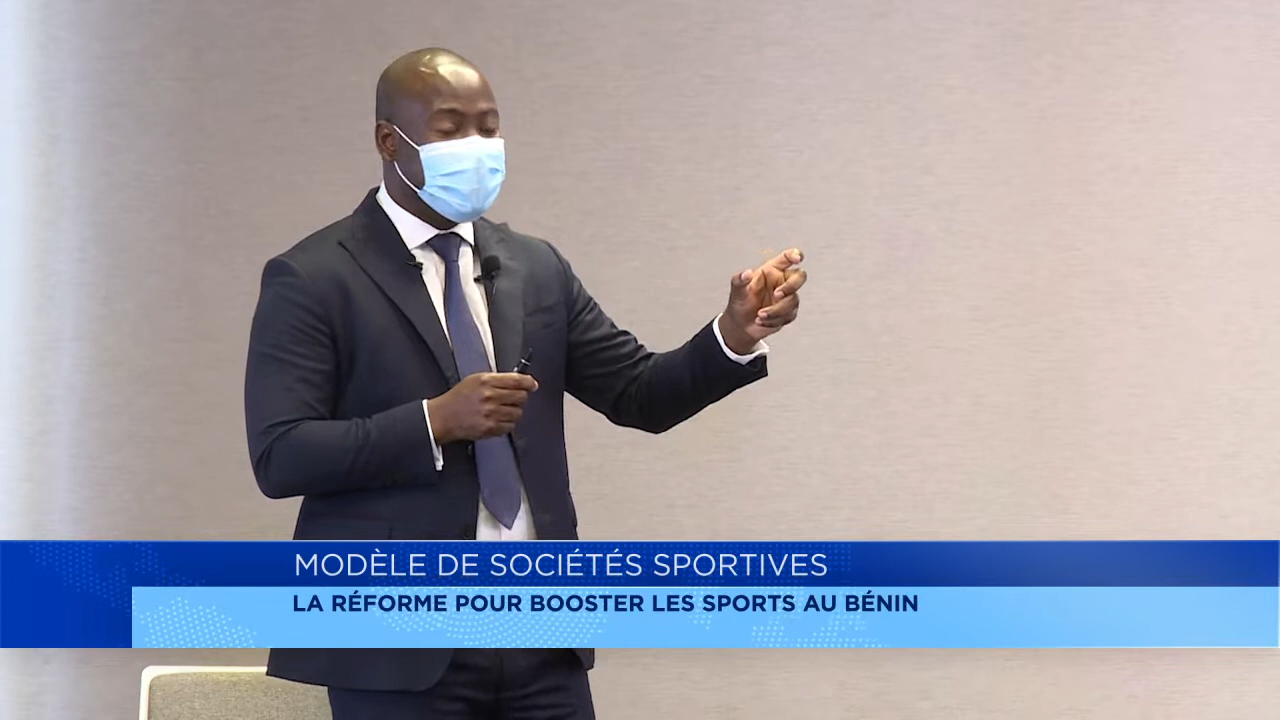 MODÈLE DE SOCIÉTÉS SPORTIVES
LA RÉFORME POUR BOOSTER LES SPORTS AU BÉNIN